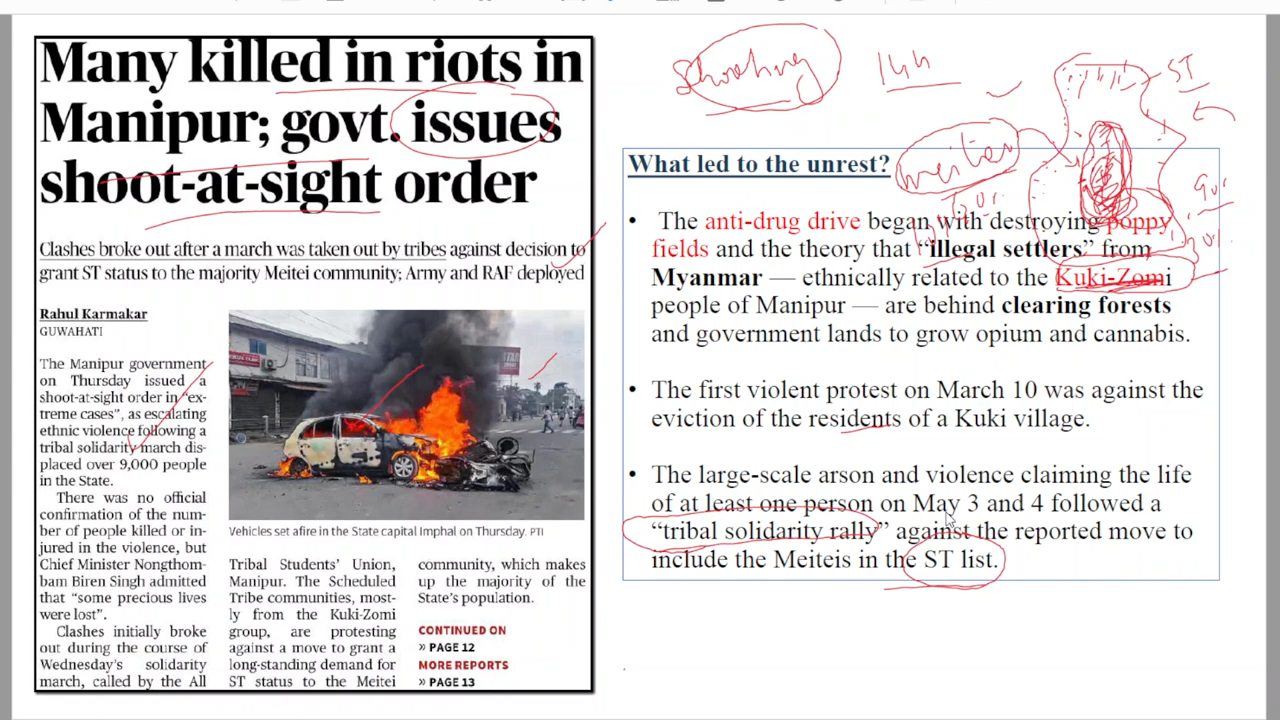 Many killed in riots in
Manipur; govt. issues
shoot-at-sight order
Clashes broke out after a march was taken out by tribes against decision to
grant ST status to the majority Meitei community; Army and RAF deployed
Rahul Karmakar
GUWAHATI
The Manipur government
on Thursday issued a
shoot-at-sight order in "ex-
treme cases", as escalating
ethnic violence following a
tribal solidarity march dis-
placed over 9,000 people
in the State.
There was no official
confirmation of the num-
ber of people killed or in-
jured in the violence, but
Chief Minister Nongthom-
bam Biren Singh admitted
that "some precious lives
were lost".
Clashes initially broke
out during the course of
Wednesday's solidarity
march, called by the All
Vehicles set afire in the State capital Imphal on Thursday. PTI
Tribal Students' Union,
Manipur. The Scheduled
Tribe communities, most-
ly from the Kuki-Zomi
group, are protesting
against a move to grant a
long-standing demand for
ST status to the Meitei
community, which makes
up the majority of the
State's population.
CONTINUED ON
» PAGE 12
MORE REPORTS
» PAGE 13
Shooting
144
ST
Meitei
What led to the unrest?
• The anti-drug drive began with destroying poppy
fields and the theory that "illegal settlers" from
Myanmar — ethnically related to the Kuki-Zomi
people of Manipur — are behind clearing forests
and government lands to grow opium and cannabis.
• The first violent protest on March 10 was against the
eviction of the residents of a Kuki village.
• The large-scale arson and violence claiming the life
of at least one person on May 3 and 4 followed a
"tribal solidarity rally" against the reported move to
include the Meiteis in the ST list.